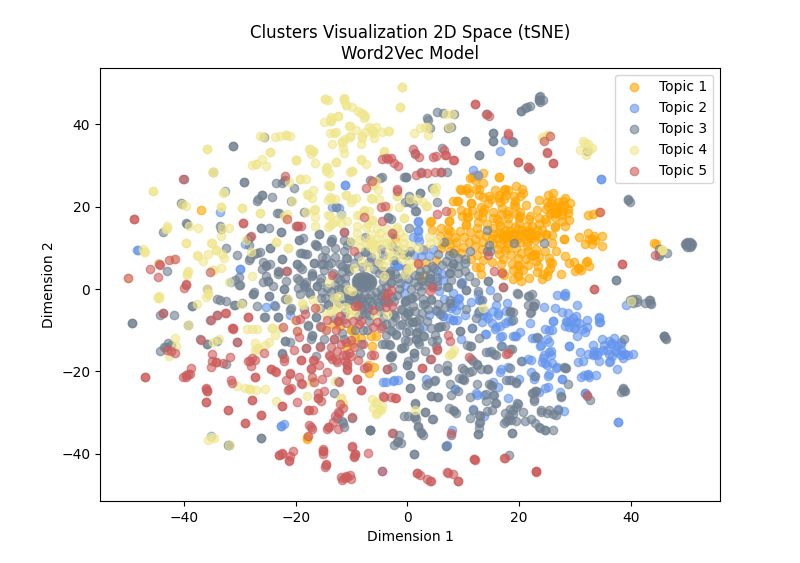 Clusters Visualization 2D Space (tSNE)
Word2Vec Model
Topic 1
Topic 2
Topic 3
Topic 4
Topic 5
40
20
0
−20
−40
Dimension 2
−40
−20
0
20
40
Dimension 1